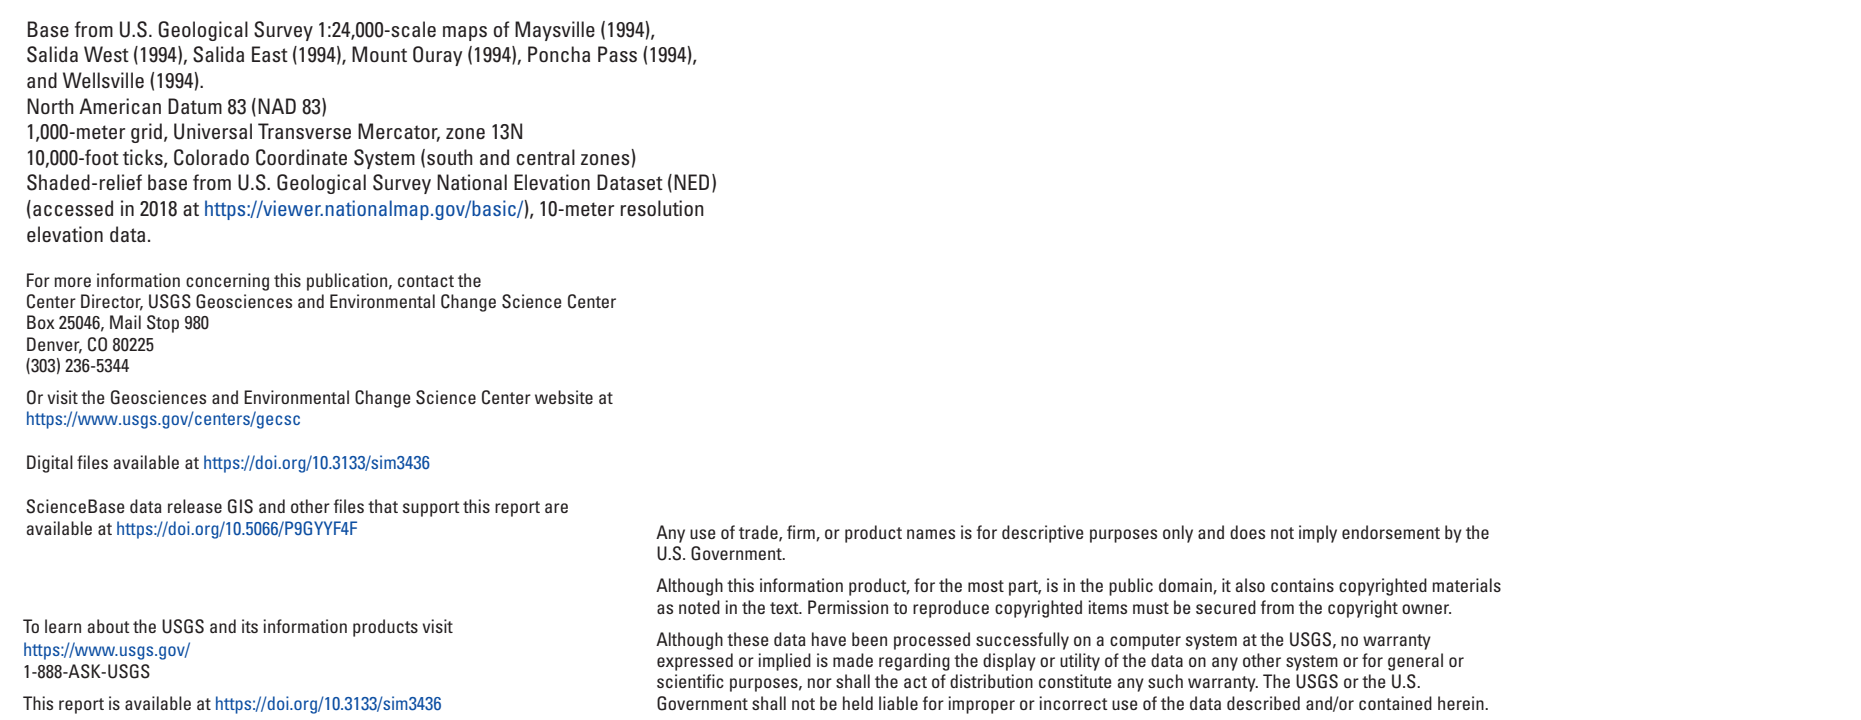 Base from U.S. Geological Survey 1:24,000-scale maps of Maysville (1994),
Salida West (1994), Salida East (1994), Mount Ouray (1994), Poncha Pass (1994),
and Wellsville (1994).
North American Datum 83 (NAD 83)
1,000-meter grid, Universal Transverse Mercator, zone 13N
10,000-foot ticks, Colorado Coordinate System (south and central zones)
Shaded-relief base from U.S. Geological Survey National Elevation Dataset (NED)
(accessed in 2018 at https://viewer.nationalmap.gov/basic/), 10-meter resolution
elevation data.
For more information concerning this publication, contact the
Center Director, USGS Geosciences and Environmental Change Science Center
Box 25046, Mail Stop 980
Denver, CO 80225
(303) 236-5344
Or visit the Geosciences and Environmental Change Science Center website at
https://www.usgs.gov/centers/gecsc
Digital files available at https://doi.org/10.3133/sim3436
ScienceBase data release GIS and other files that support this report are
available at https://doi.org/10.5066/P9GYYF4F
To learn about the USGS and its information products visit
https://www.usgs.gov/
1-888-ASK-USGS
This report is available at https://doi.org/10.3133/sim3436
Any use of trade, firm, or product names is for descriptive purposes only and does not imply endorsement by the
U.S. Government.
Although this information product, for the most part, is in the public domain, it also contains copyrighted materials
as noted in the text. Permission to reproduce copyrighted items must be secured from the copyright owner.
Although these data have been processed successfully on a computer system at the USGS, no warranty
expressed or implied is made regarding the display or utility of the data on any other system or for general or
scientific purposes, nor shall the act of distribution constitute any such warranty. The USGS or the U.S.
Government shall not be held liable for improper or incorrect use of the data described and/or contained herein.